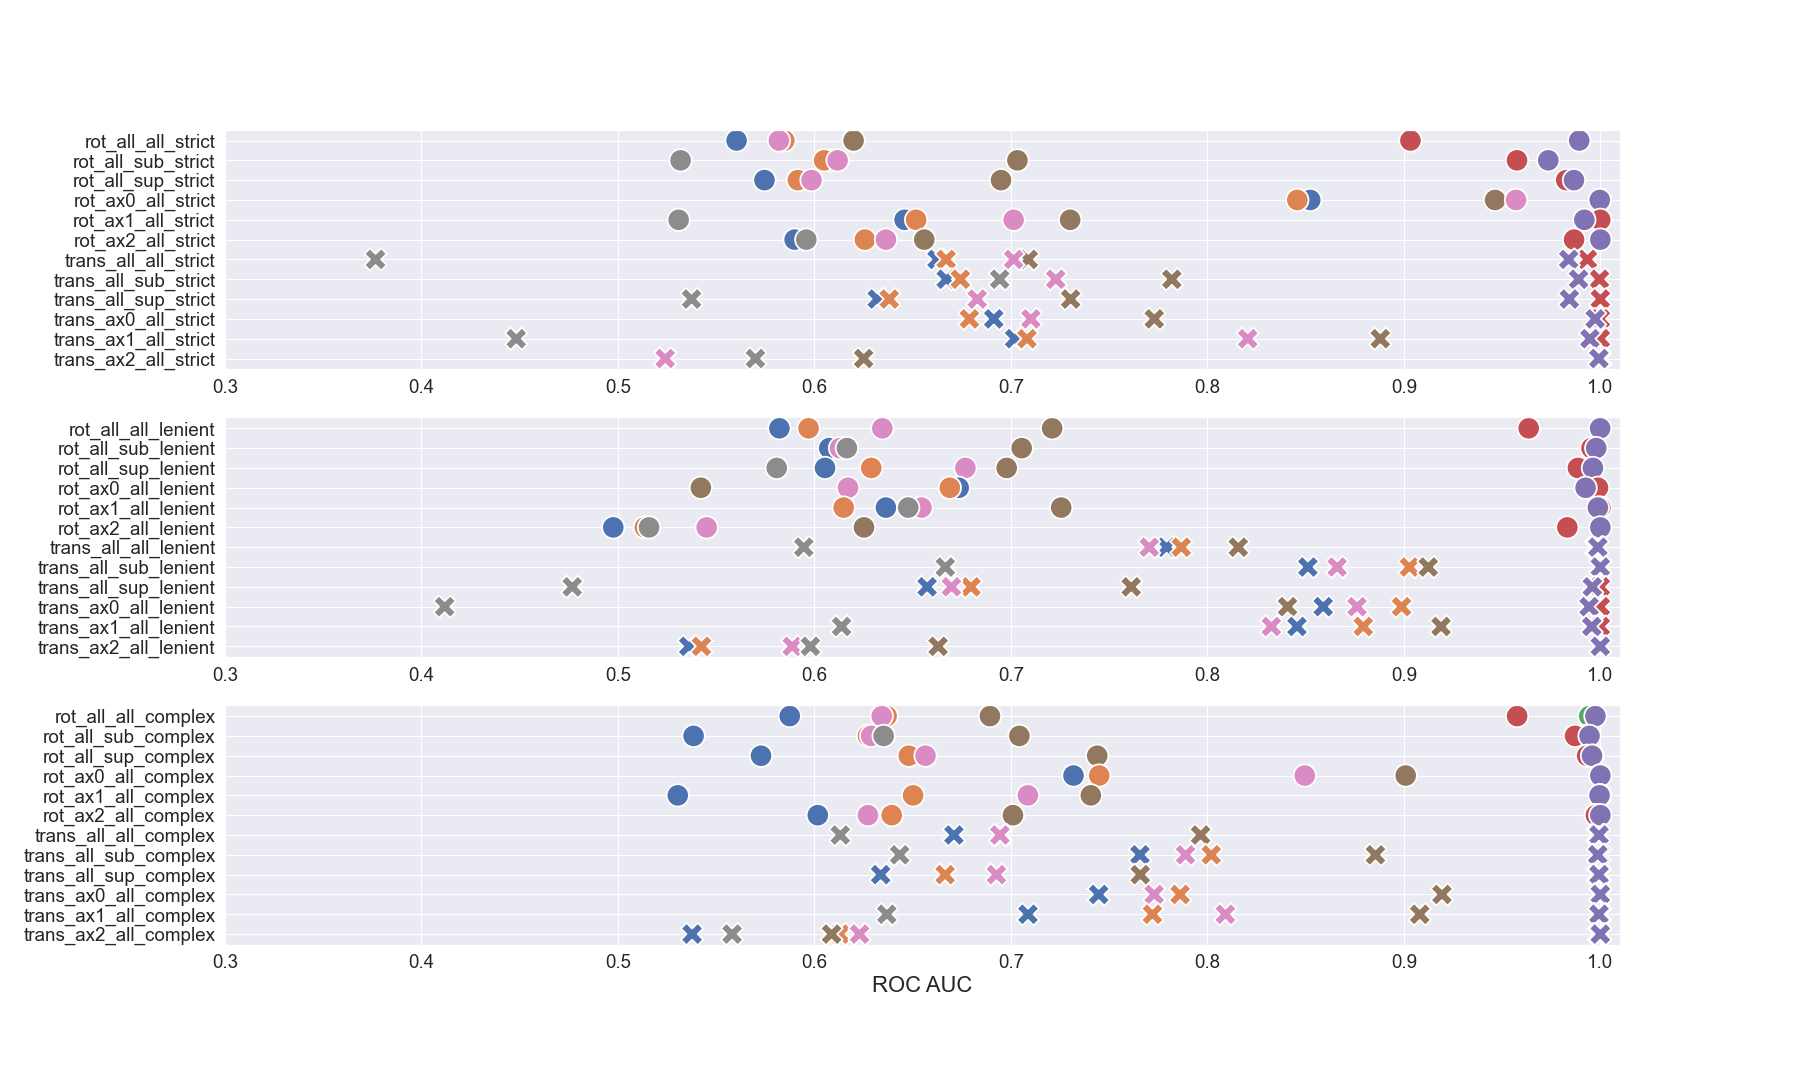 rot_all_all_strict
rot_all_sub_strict
rot_all_sup_strict
rot_ax0_all_strict
rot_ax1_all_strict
rot_ax2_all_strict
trans_all_all_strict
trans_all_sub_strict
trans_all_sup_strict
trans_ax0_all_strict
trans_ax1_all_strict
trans_ax2_all_strict
0.3 0.4 0.5 0.6 0.7 0.8 0.9 1.0
rot_all_all_lenient
rot_all_sub_lenient
rot_all_sup_lenient
rot_ax0_all_lenient
rot_ax1_all_lenient
rot_ax2_all_lenient
trans_all_all_lenient
trans_all_sub_lenient
trans_all_sup_lenient
trans_ax0_all_lenient
trans_ax1_all_lenient
trans_ax2_all_lenient
0.3 0.4 0.5 0.6 0.7 0.8 0.9 1.0
rot_all_all_complex
rot_all_sub_complex
rot_all_sup_complex
rot_ax0_all_complex
rot_ax1_all_complex
rot_ax2_all_complex
trans_all_all_complex
trans_all_sub_complex
trans_all_sup_complex
trans_ax0_all_complex
trans_ax1_all_complex
trans_ax2_all_complex
0.3 0.4 0.5 0.6 0.7 0.8 0.9 1.0
ROC AUC